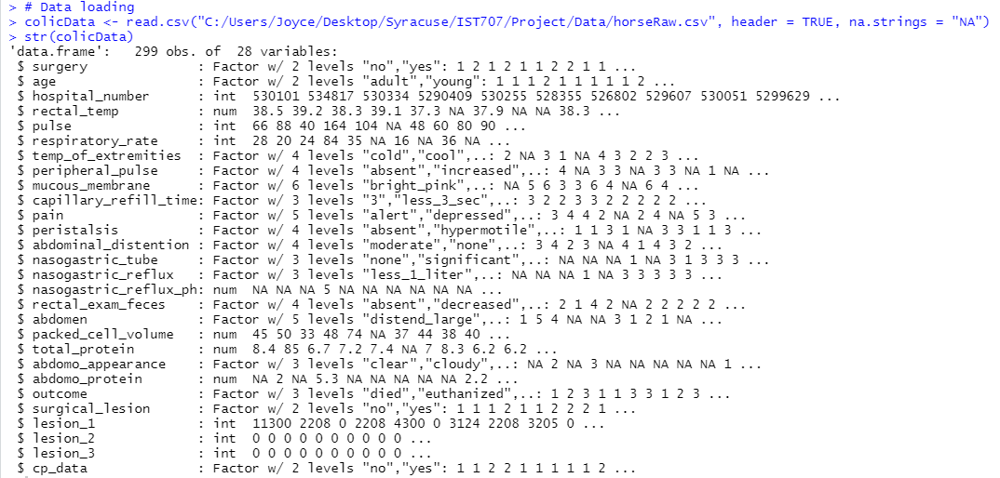 > # Data loading
> colicData <- read.csv("C:/Users/Joyce/Desktop/Syracuse/IST707/Project/Data/horseRaw.csv", header = TRUE, na.strings = "NA")
> str(colicData)
'data.frame':   299 obs. of  28 variables:
 $ surgery              : Factor w/ 2 levels "no","yes": 1 2 1 2 1 1 2 2 1 1 ...
 $ age                  : Factor w/ 2 levels "adult","young": 1 1 1 2 1 1 1 1 1 2 ...
 $ hospital_number      : int  530101 534817 530334 5290409 530255 528355 526802 529607 530051 5299629 ...
 $ rectal_temp          : num  38.5 39.2 38.3 39.1 37.3 NA 37.9 NA NA 38.3 ...
 $ pulse                : int  66 88 40 164 104 NA 48 60 80 90 ...
 $ respiratory_rate     : int  28 20 24 84 35 NA 16 NA 36 NA ...
 $ temp_of_extremities  : Factor w/ 4 levels "cold","cool",..: 2 NA 3 1 NA 4 3 2 2 3 ...
 $ peripheral_pulse     : Factor w/ 4 levels "absent","increased",..: 4 NA 3 3 NA 3 3 NA 1 NA ...
 $ mucous_membrane      : Factor w/ 6 levels "bright_pink",..: NA 5 6 3 3 6 4 NA 6 4 ...
 $ capillary_refill_time: Factor w/ 3 levels "3","less_3_sec",..: 3 2 2 3 3 2 2 2 2 2 ...
 $ pain                 : Factor w/ 5 levels "alert","depressed",..: 3 4 4 2 NA 2 4 NA 5 3 ...
 $ peristalsis          : Factor w/ 4 levels "absent","hypermotile",..: 1 1 3 1 NA 3 3 1 1 3 ...
 $ abdominal_distention : Factor w/ 4 levels "moderate","none",..: 3 4 2 3 NA 4 1 4 3 2 ...
 $ nasogastric_tube     : Factor w/ 3 levels "none","significant",..: NA NA NA 1 NA 3 1 3 3 3 ...
 $ nasogastric_reflux   : Factor w/ 3 levels "less_1_liter",..: NA NA NA 1 NA 3 3 3 3 3 ...
 $ nasogastric_reflux_ph: num  NA NA NA 5 NA NA NA NA NA NA ...
 $ rectal_exam_feces    : Factor w/ 4 levels "absent","decreased",..: 2 1 4 2 NA 2 2 2 2 2 ...
 $ abdomen              : Factor w/ 5 levels "distend_large",..: 1 5 4 NA NA 3 1 2 1 NA ...
 $ packed_cell_volume   : num  45 50 33 48 74 NA 37 44 38 40 ...
 $ total_protein        : num  8.4 85 6.7 7.2 7.4 NA 7 8.3 6.2 6.2 ...
 $ abdomo_appearance    : Factor w/ 3 levels "clear","cloudy",..: NA 2 NA 3 NA NA NA NA NA 1 ...
 $ abdomo_protein       : num  NA 2 NA 5.3 NA NA NA NA NA 2.2 ...
 $ outcome              : Factor w/ 3 levels "died","euthanized",..: 1 2 3 1 1 3 3 1 2 3 ...
 $ surgical_lesion      : Factor w/ 2 levels "no","yes": 1 1 1 2 1 1 2 2 2 1 ...
 $ lesion_1             : int  11300 2208 0 2208 4300 0 3124 2208 3205 0 ...
 $ lesion_2             : int  0 0 0 0 0 0 0 0 0 0 ...
 $ lesion_3             : int  0 0 0 0 0 0 0 0 0 0 ...
 $ cp_data              : Factor w/ 2 levels "no","yes": 1 1 2 2 1 1 1 1 1 2 ...